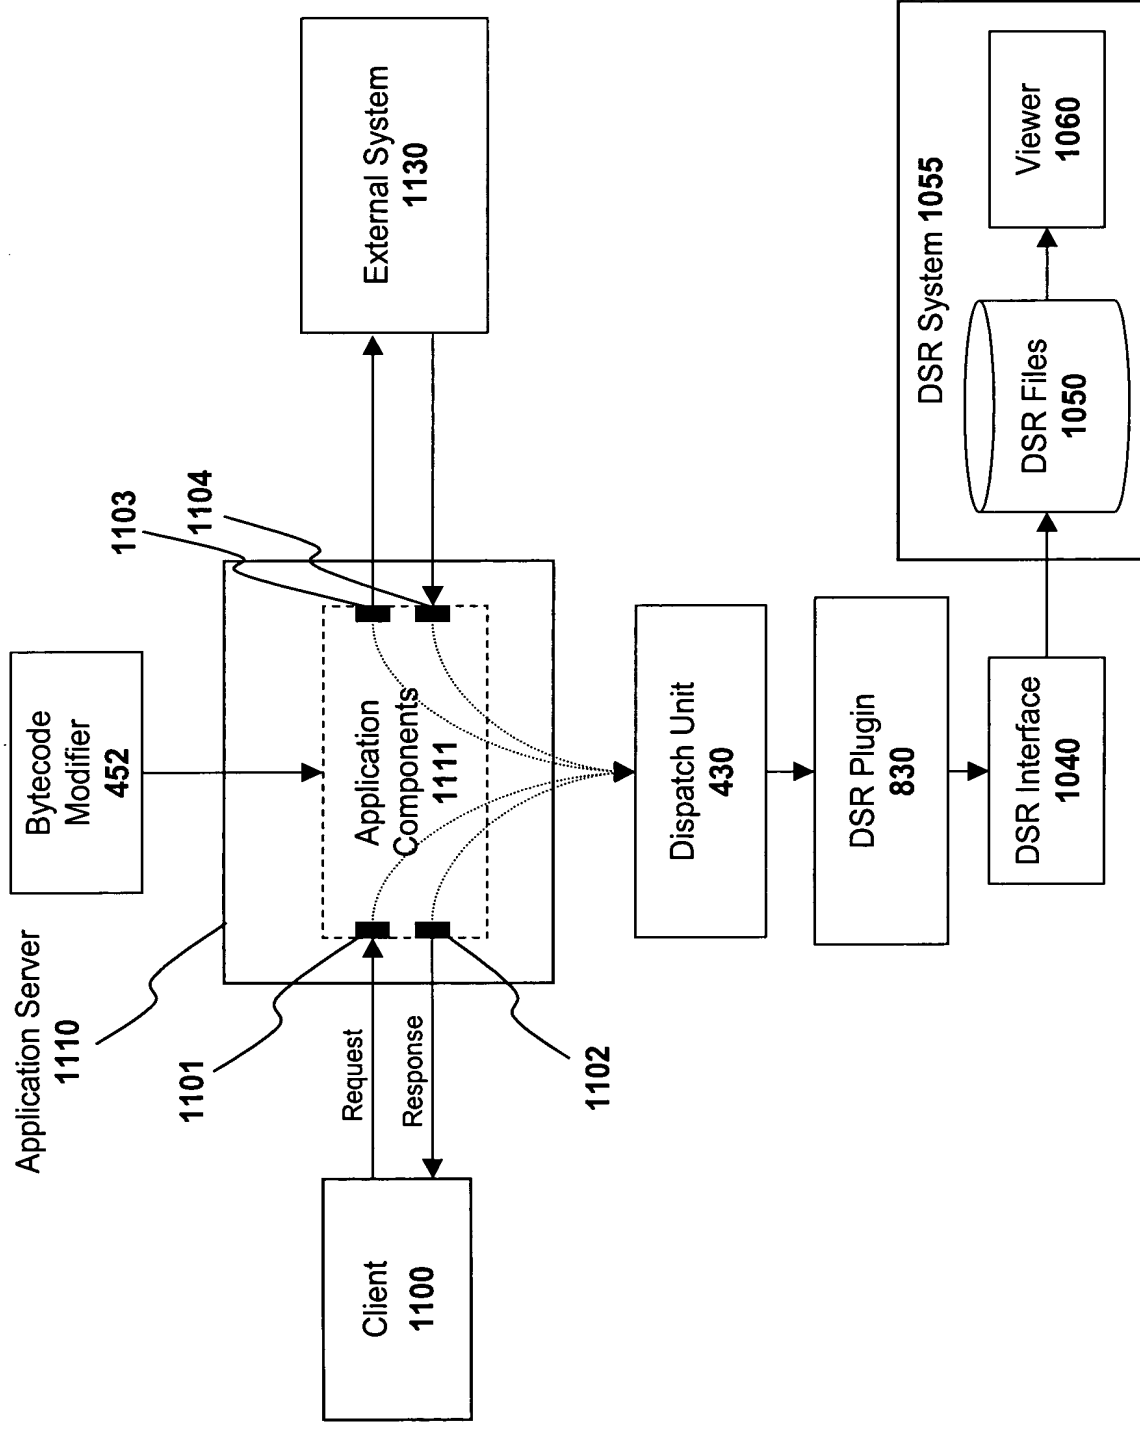 Bytecode
Modifier
452
Application Server
1110
1103
1104
1101
1102
Client
1100
Request
Response
Application
Components
1111
External System
1130
Dispatch Unit
430
DSR Plugin
830
DSR Interface
1040
DSR System 1055
DSR Files
1050
Viewer
1060